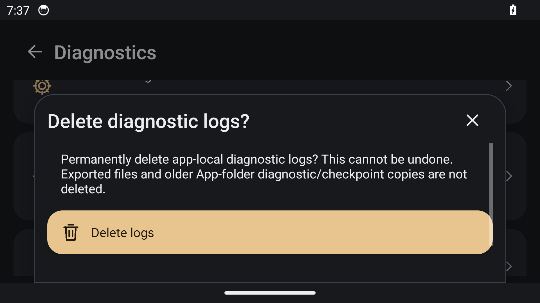 7:37
Diagnostics
Delete diagnostic logs?
Permanently delete app-local diagnostic logs? This cannot be undone.
Exported files and older App-folder diagnostic/checkpoint copies are not
deleted.
Delete logs